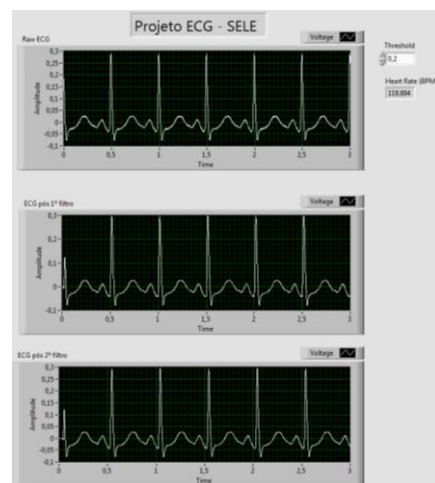 Projeto ECG - SELE
Raw ECG
Voltage
Threshold
0,2
Heart Rate (BPM
119,894
Amplitude
0,3
0,25
0,2
0,15
0,1
0,05
0
-0,05
-0,1
0 0,5 1 1,5 2 2,5 3
Time
ECG pós 1º filtro
Voltage
Amplitude
0,3
0,2
0,1
0
-0,1
0 0,5 1 1,5 2 2,5 3
Time
ECG pós 2º filtro
Voltage
Amplitude
0,3
0,25
0,2
0,15
0,1
0,05
0
-0,05
-0,1
0 0,5 1 1,5 2 2,5 3
Time